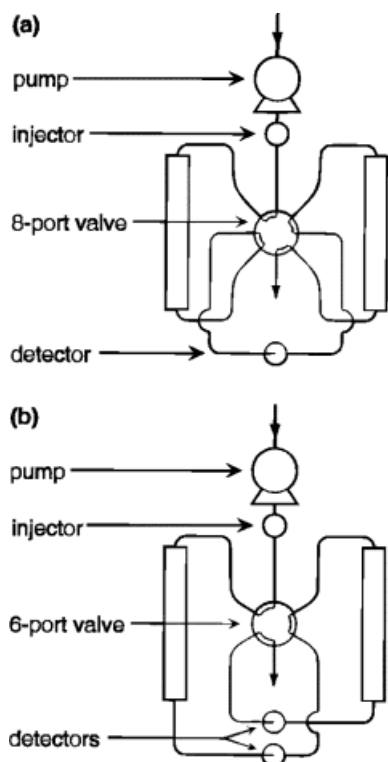 (a)
pump
injector
8-port valve
detector
(b)
pump
injector
6-port valve
detectors